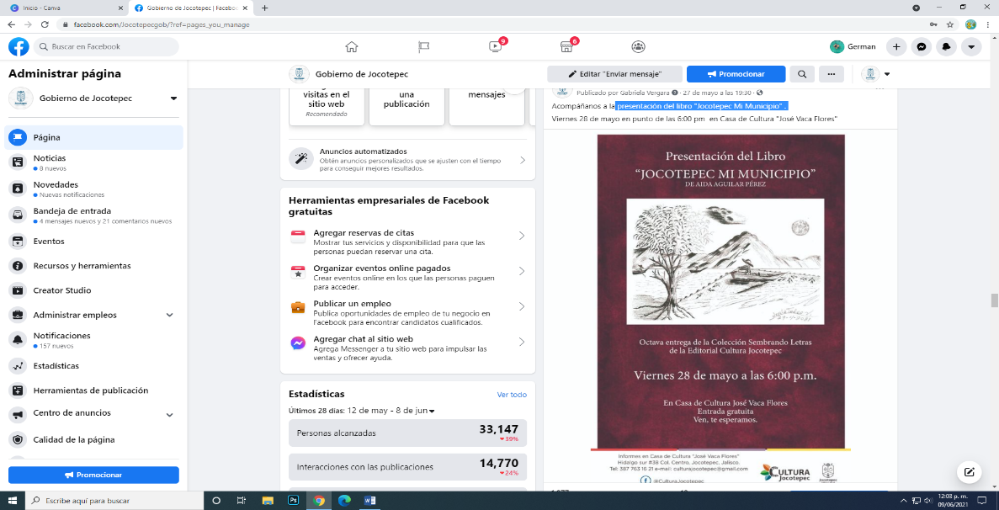 Inicio - Canva
Gobierno de Jocotepec | Facebo
facebook.com/Jocotepecgob/?ref=pages_you_manage
Buscar en Facebook
9
6
German
Administrar página
Gobierno de Jocotepec
Página
Noticias
8 nuevos
Novedades
Nuevas notificaciones
Bandeja de entrada
4 mensajes nuevos y 21 comentarios nuevos
Eventos
Recursos y herramientas
Creator Studio
Administrar empleos
Notificaciones
157 nuevos
Estadísticas
Herramientas de publicación
Centro de anuncios
Calidad de la página
Promocionar
Gobierno de Jocotepec
Editar "Enviar mensaje"
Promocionar
visitas en el
sitio web
Recomendado
una
publicación
mensajes
Anuncios automatizados
Obtén anuncios personalizados que se ajusten con el tiempo
para conseguir mejores resultados.
Herramientas empresariales de Facebook
gratuitas
Agregar reservas de citas
Mostrar tus servicios y disponibilidad para que las
personas puedan reservar una cita.
Organizar eventos online pagados
Crear eventos online en los que las personas paguen
para acceder.
Publicar un empleo
Publica oportunidades de empleo de tu negocio en
Facebook para encontrar candidatos cualificados.
Agregar chat al sitio web
Agrega Messenger a tu sitio web para impulsar las
ventas y ofrecer ayuda.
Estadísticas
Ver todo
Últimos 28 días: 12 de may - 8 de jun
Personas alcanzadas
33,147
39%
Interacciones con las publicaciones
14,770
24%
Publicado por Gabriela Vergara · 27 de mayo a las 19:30 ·
Acompáñanos a la presentación del libro "Jocotepec Mi Municipio" .
Viernes 28 de mayo en punto de las 6:00 pm en Casa de Cultura "José Vaca Flores"
Presentación del Libro
“JOCOTEPEC MI MUNICIPIO”
DE AIDA AGUILAR PÉREZ
Octava entrega de la Colección Sembrando Letras
de la Editorial Cultura Jocotepec
Viernes 28 de mayo a las 6:00 p.m.
En Casa de Cultura José Vaca Flores
Entrada gratuita
Ven, te esperamos.
Informes en Casa de Cultura "José Vaca Flores"
Hidalgo sur #38 Col. Centro, Jocotepec, Jalisco.
Tel: 387 763 16 21 e-mail: culturajocotepec@gmail.com
@CulturaJocotepec
CULTURA
Jocotepec
Escribe aquí para buscar
12:03 p. m.
09/06/2021